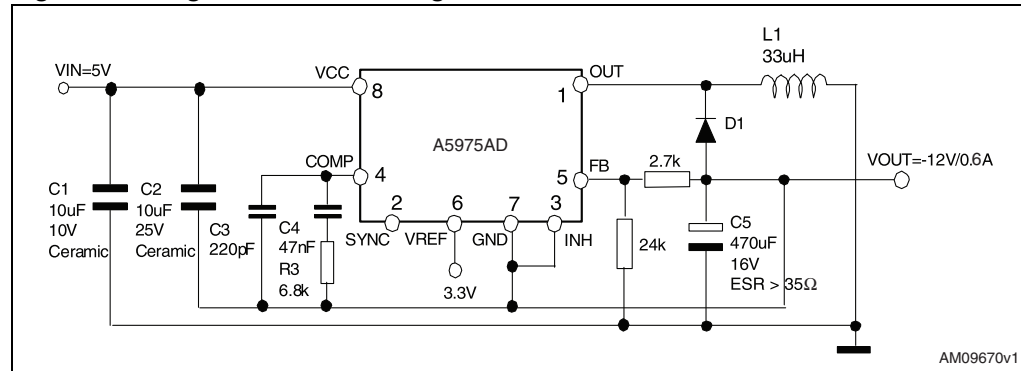 L1
33uH
VIN=5V
VCC
OUT
8
1
D1
A5975AD
COMP
FB
2.7k
VOUT=-12V/0.6A
4
5
C1
10uF
10V
Ceramic
C2
10uF
25V
Ceramic
C3
220pF
C4
47nF
R3
6.8k
2
6
7
3
SYNC
VREF
GND
INH
3.3V
24k
C5
470uF
16V
ESR > 35Ω
AM09670v1